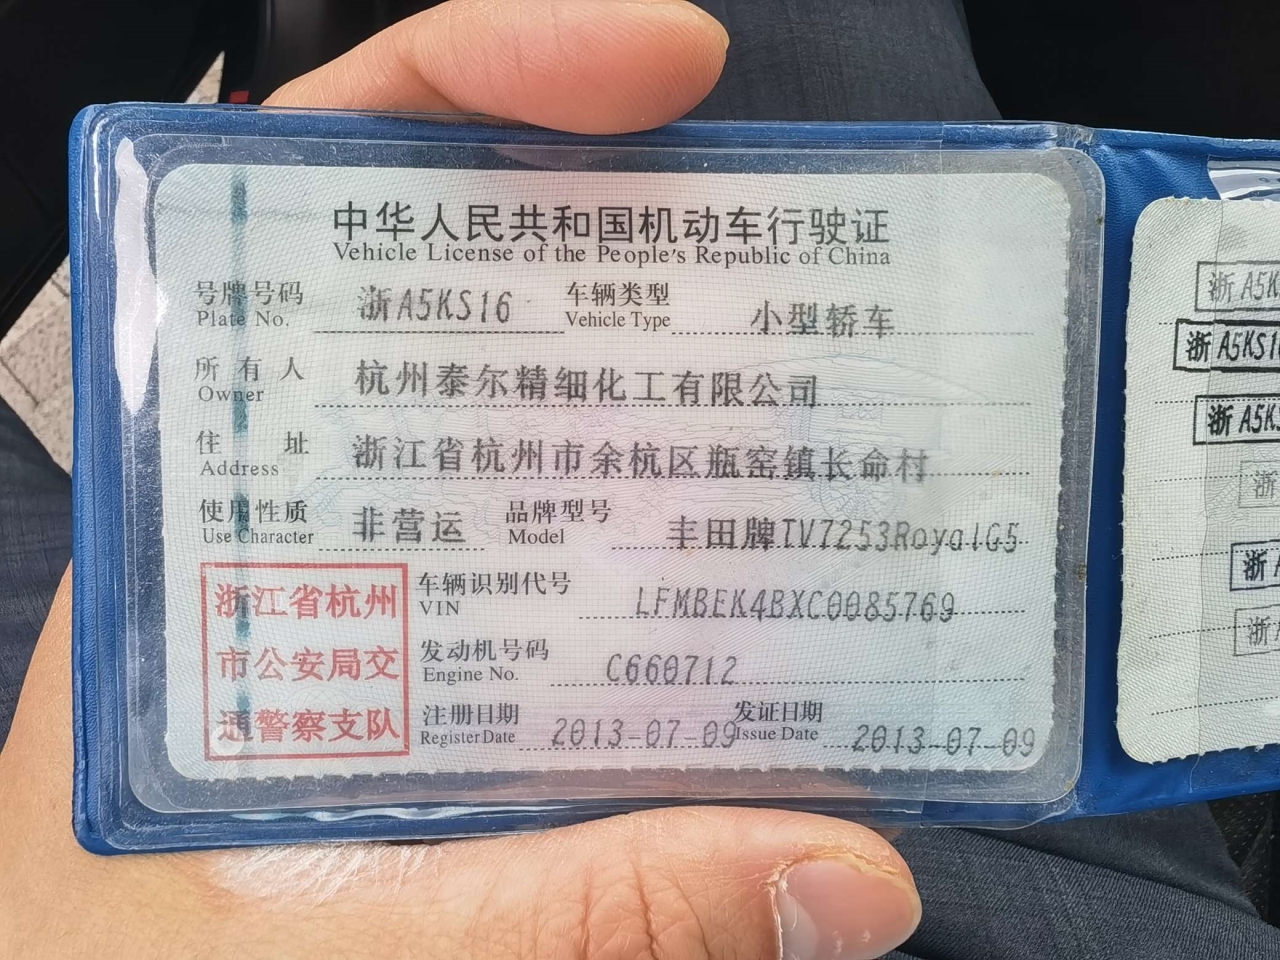 中华人民共和国机动车行驶证
Vehicle License of the People's Republic of China
号牌号码 浙A5KS16 车辆类型 小型轿车
Plate No. Vehicle Type
所有人 杭州泰尔精细化工有限公司
Owner
住址 浙江省杭州市余杭区瓶窑镇长命村
Address
使用性质 非营运 品牌型号 丰田牌TV7253RoyalG5
Use Character Model
浙江省杭州
市公安局交
通警察支队
车辆识别代号 LFMBEK4BXC0085769
VIN
发动机号码 C660712
Engine No.
注册日期 2013-07-09 发证日期 2013-07-09
Register Date Issue Date
浙A5K
浙A5KS1
浙A5K
浙
浙A
浙